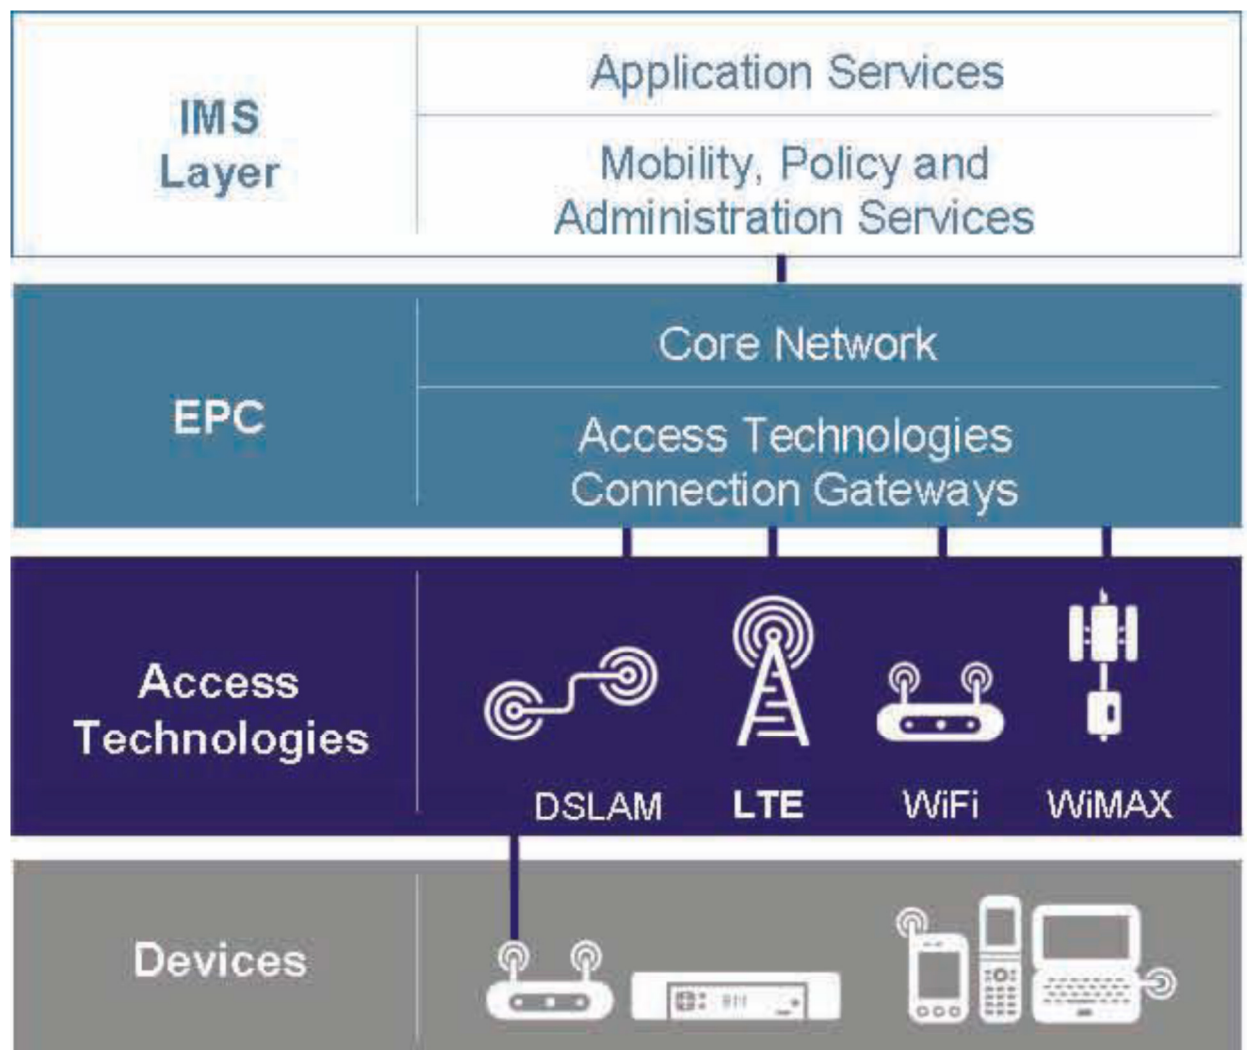 IMS
Layer
Application Services
Mobility, Policy and
Administration Services
EPC
Core Network
Access Technologies
Connection Gateways
Access
Technologies
DSLAM
LTE
WiFi
WiMAX
Devices